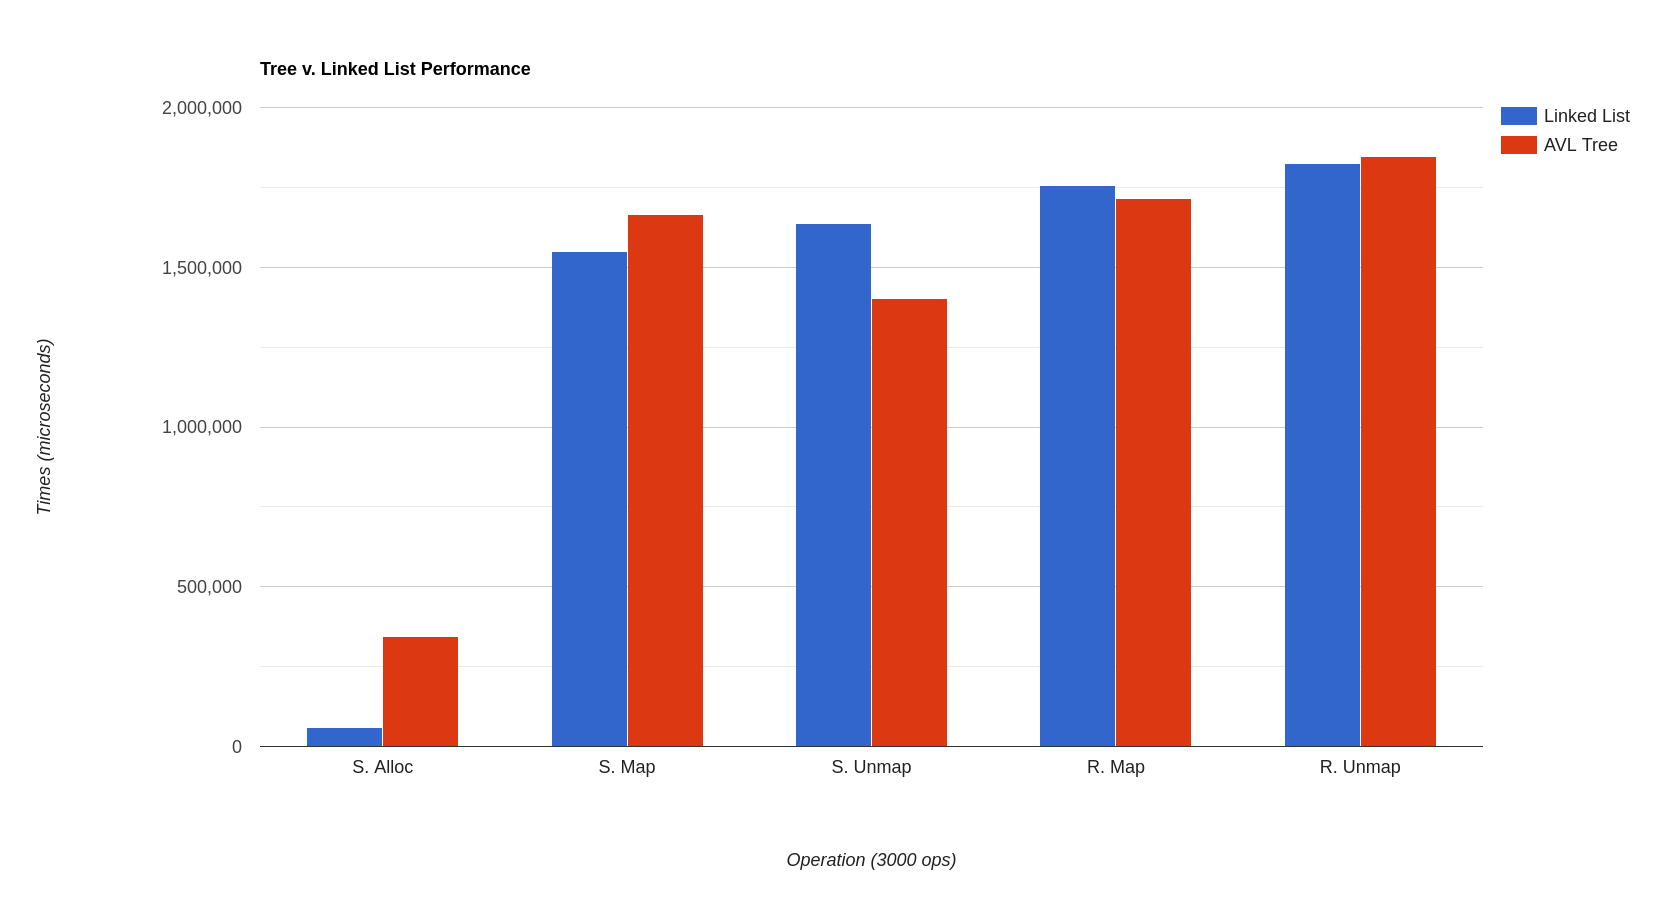 Tree v. Linked List Performance
2,000,000
1,500,000
1,000,000
500,000
0
Times (microseconds)
S. Alloc
S. Map
S. Unmap
R. Map
R. Unmap
Operation (3000 ops)
Linked List
AVL Tree